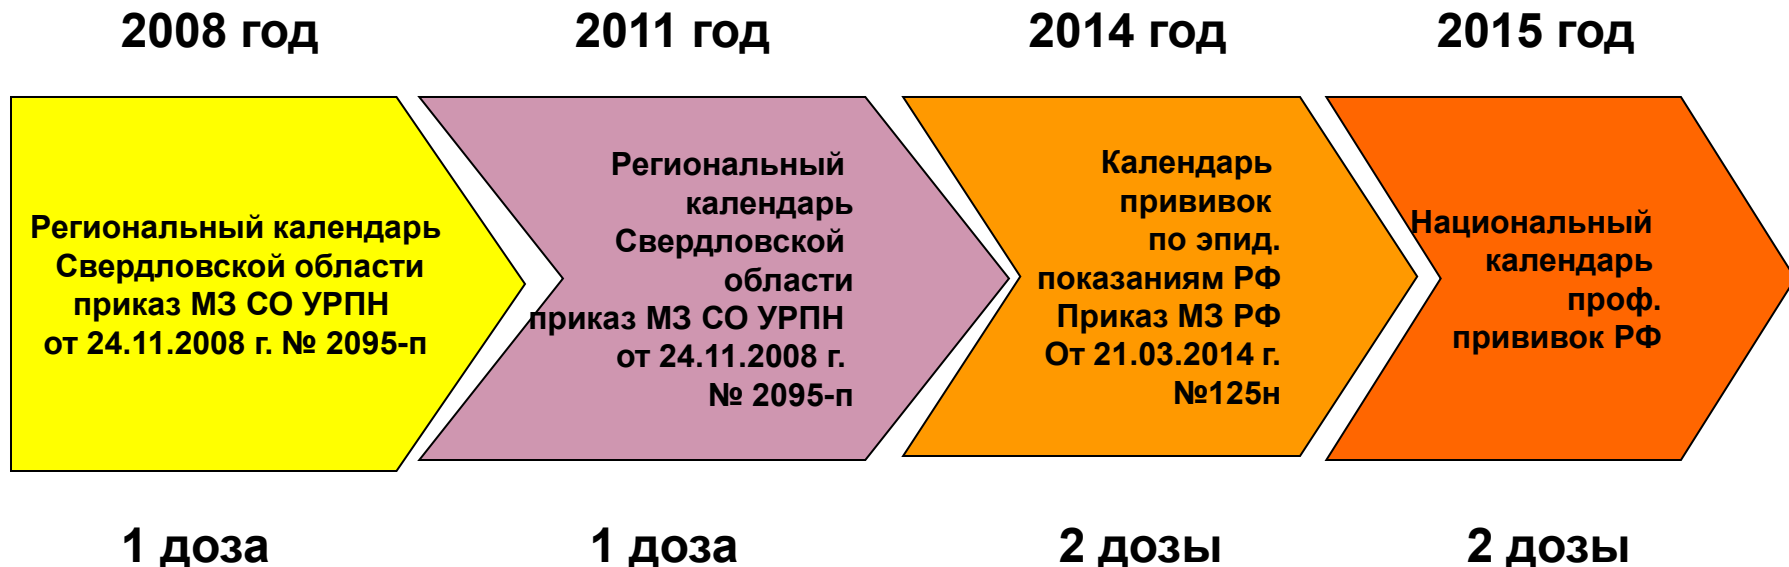 2008 год
2011 год
2014 год
2015 год
Региональный календарь
Свердловской области
приказ МЗ СО УРПН
от 24.11.2008 г. № 2095-п
Региональный
календарь
Свердловской
области
приказ МЗ СО УРПН
от 24.11.2008 г.
№ 2095-п
Календарь
прививок
по эпид.
показаниям РФ
Приказ МЗ РФ
От 21.03.2014 г.
№125н
Национальный
календарь
проф.
прививок РФ
1 доза
1 доза
2 дозы
2 дозы